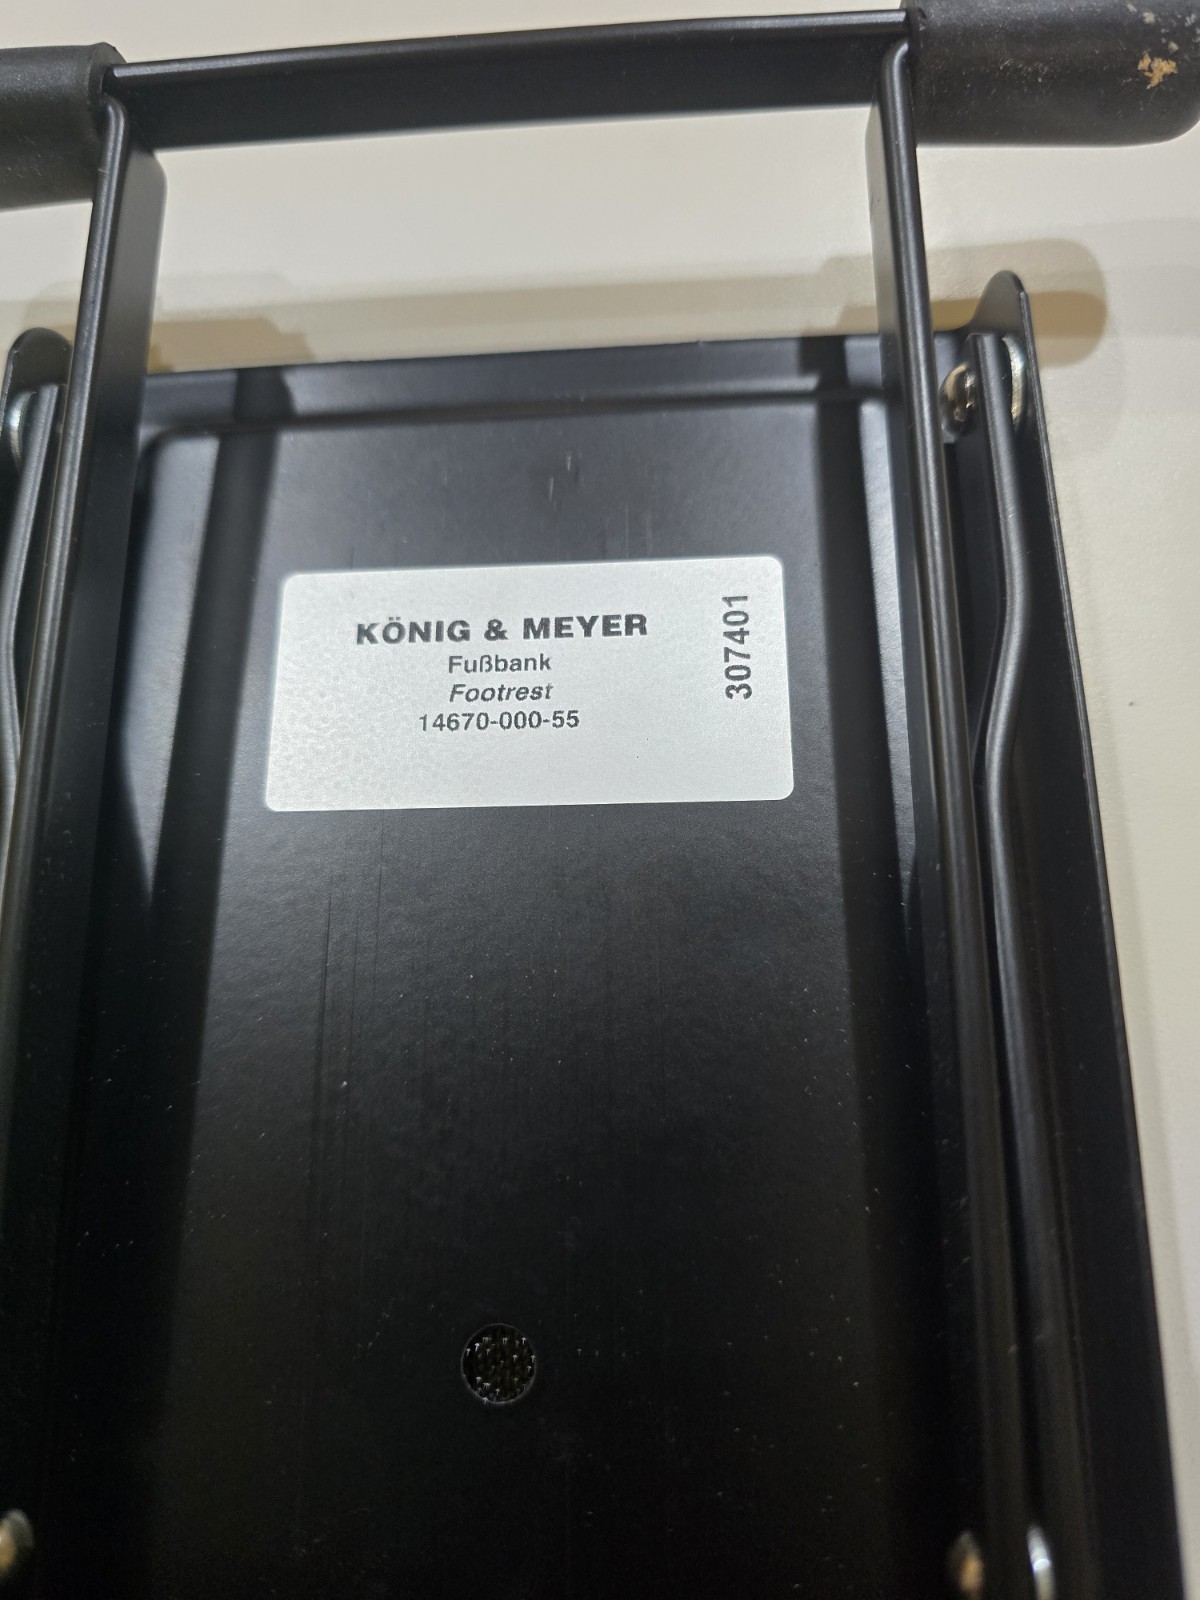 KÖNIG & MEYER
Fußbank
Footrest
14670-000-55
307401